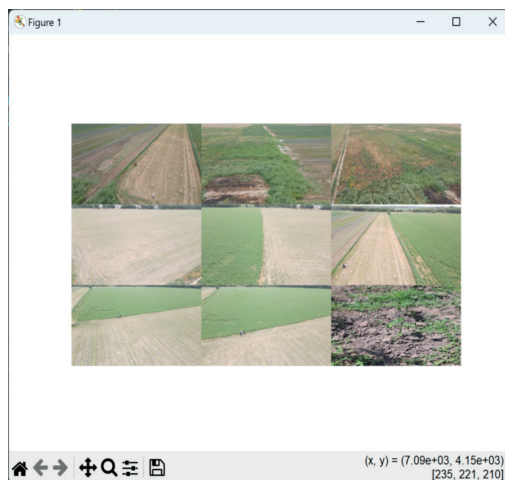 Figure 1
(x, y) = (7.09e+03, 4.15e+03)
[235, 221, 210]